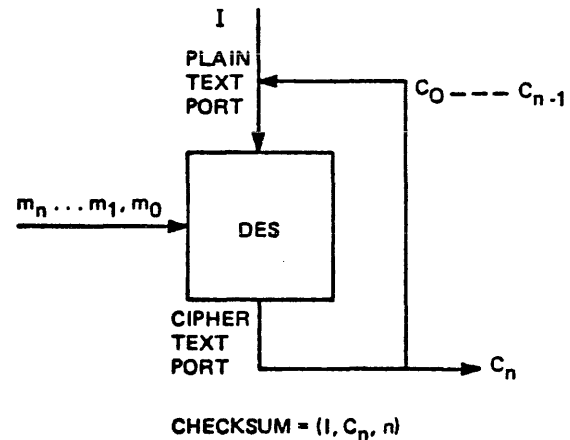 I
PLAIN
TEXT
PORT
C₀ ––– Cₙ₋₁
mₙ ... m₁, m₀
DES
CIPHER
TEXT
PORT
Cₙ
CHECKSUM = (I, Cₙ, n)